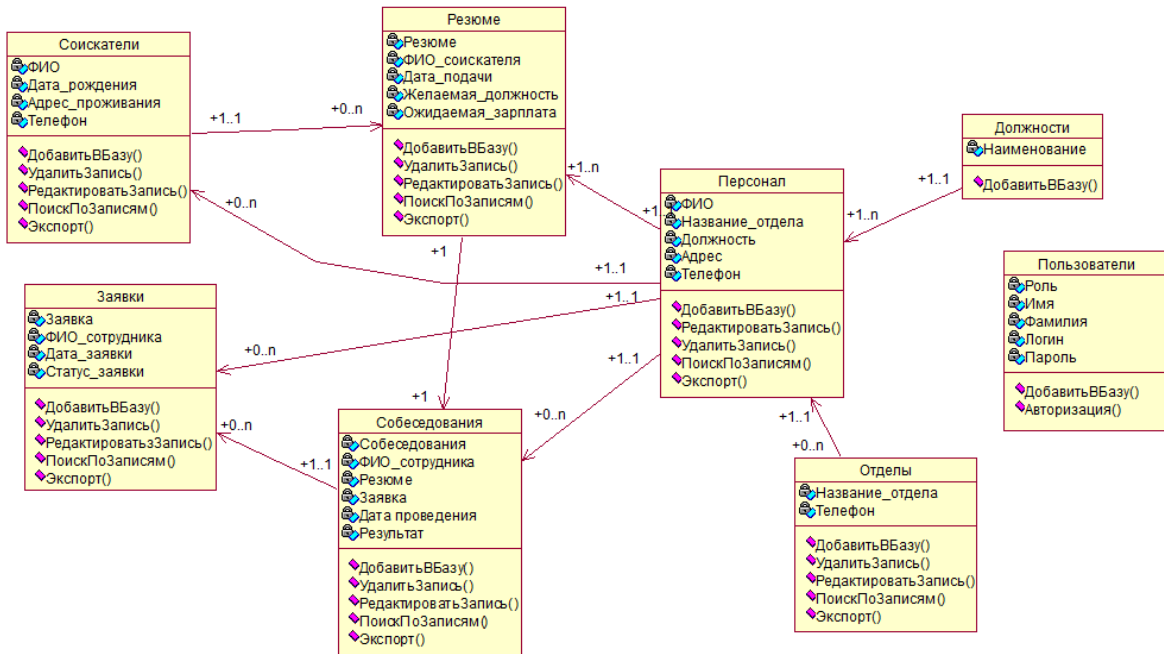 Соискатели
ФИО
Дата_рождения
Адрес_проживания
Телефон
ДобавитьВБазу()
УдалитьЗапись()
РедактироватьЗапись()
ПоискПоЗаписям()
Экспорт()
+1..1
+0..n
Резюме
Резюме
ФИО_соискателя
Дата_подачи
Желаемая_должность
Ожидаемая_зарплата
ДобавитьВБазу()
УдалитьЗапись()
РедактироватьЗапись()
ПоискПоЗаписям()
Экспорт()
+1..n
+1
+0..n
Персонал
ФИО
Название_отдела
Должность
Адрес
Телефон
ДобавитьВБазу()
РедактироватьЗапись()
УдалитьЗапись()
ПоискПоЗаписям()
Экспорт()
+1..1
+1..1
+1..1
Должности
Наименование
ДобавитьВБазу()
+1..1
+1..n
Пользователи
Роль
Имя
Фамилия
Логин
Пароль
ДобавитьВБазу()
Авторизация()
Заявки
Заявка
ФИО_сотрудника
Дата_заявки
Статус_заявки
ДобавитьВБазу()
УдалитьЗапись()
РедактироватьзЗапись()
ПоискПоЗаписям()
Экспорт()
+0..n
+0..n
+1..1
+1
+0..n
Собеседования
Собеседования
ФИО_сотрудника
Резюме
Заявка
Дата проведения
Результат
ДобавитьВБазу()
УдалитьЗапись()
РедактироватьЗапись()
ПоискПоЗаписям()
Экспорт()
+1..1
+0..n
Отделы
Название_отдела
Телефон
ДобавитьВБазу()
УдалитьЗапись()
РедактироватьЗапись()
ПоискПоЗаписям()
Экспорт()